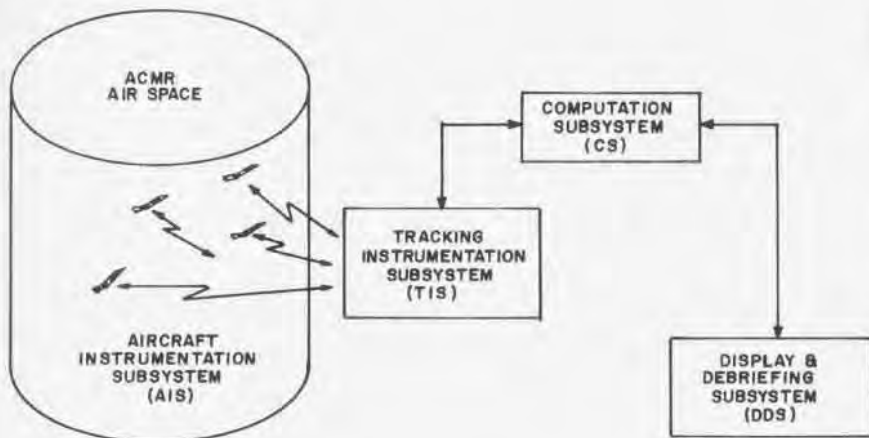 ACMR
AIR SPACE
COMPUTATION
SUBSYSTEM
(CS)
TRACKING
INSTRUMENTATION
SUBSYSTEM
(TIS)
AIRCRAFT
INSTRUMENTATION
SUBSYSTEM
(AIS)
DISPLAY &
DEBRIEFING
SUBSYSTEM
(DDS)